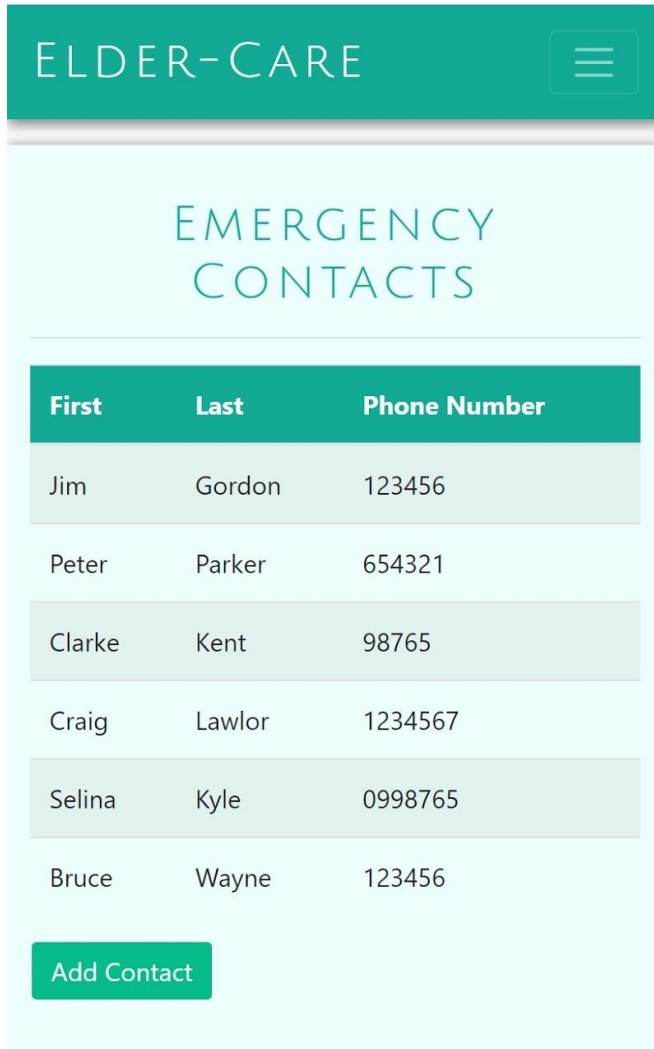 ELDER-CARE
EMERGENCY
CONTACTS
First Last Phone Number
Jim Gordon 123456
Peter Parker 654321
Clarke Kent 98765
Craig Lawlor 1234567
Selina Kyle 0998765
Bruce Wayne 123456
Add Contact